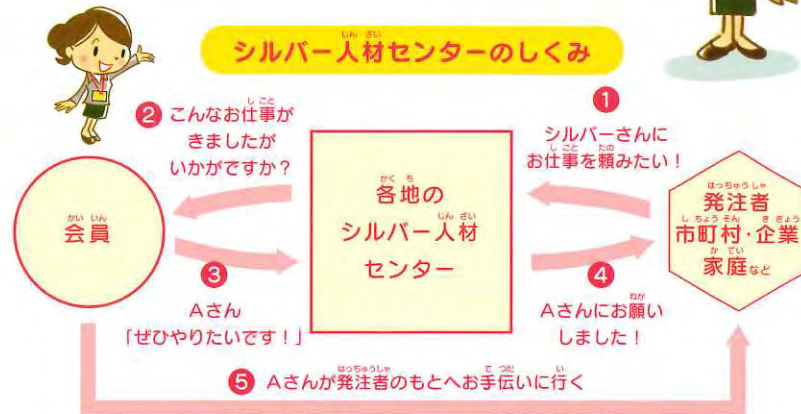 シルバー人材センターのしくみ
①
シルバーさんに
お仕事を頼みたい！
② こんなお仕事が
きましたが
いかがですか？
会員
各地の
シルバー人材
センター
発注者
市町村・企業
家庭など
③
Aさん
「ぜひやりたいです！」
④
Aさんにお願い
しました！
⑤ Aさんが発注者のもとへお手伝いに行く